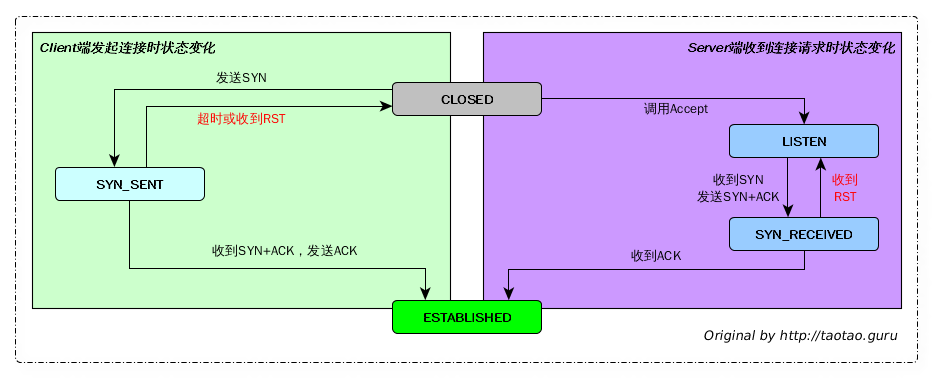 Client端发起连接时状态变化
Server端收到连接请求时状态变化
发送SYN
CLOSED
调用Accept
超时或收到RST
LISTEN
SYN_SENT
收到SYN
发送SYN+ACK
收到
RST
SYN_RECEIVED
收到SYN+ACK，发送ACK
收到ACK
ESTABLISHED
Original by http://taotao.guru